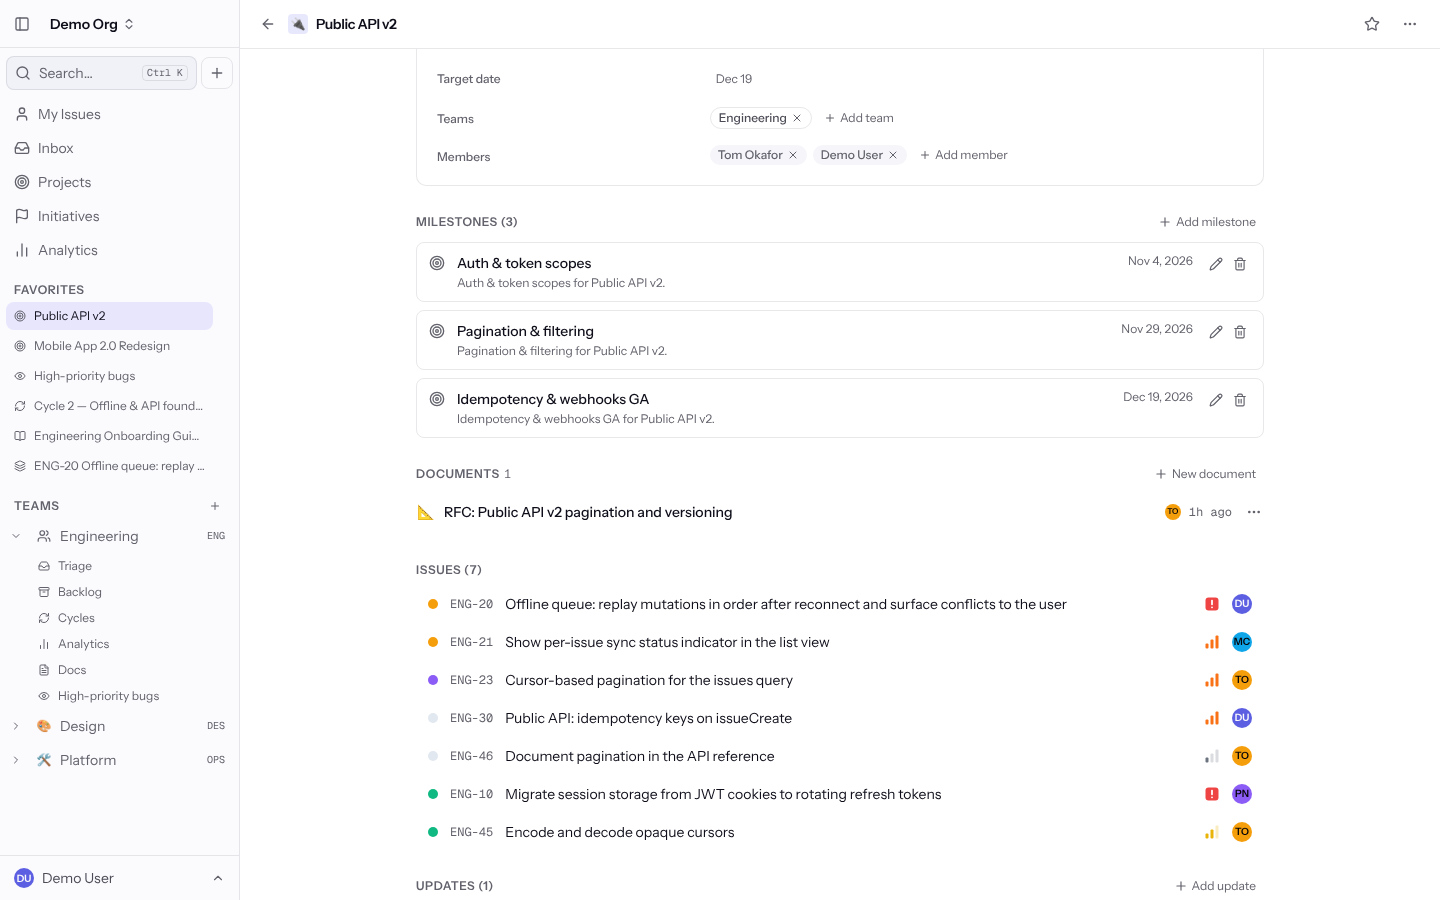 Demo Org
Public API v2
Search...
Ctrl K
My Issues
Inbox
Projects
Initiatives
Analytics
FAVORITES
Public API v2
Mobile App 2.0 Redesign
High-priority bugs
Cycle 2 — Offline & API found...
Engineering Onboarding Gui...
ENG-20 Offline queue: replay ...
TEAMS
Engineering ENG
Triage
Backlog
Cycles
Analytics
Docs
High-priority bugs
Design DES
Platform OPS
DU Demo User
Target date Dec 19
Teams Engineering Add team
Members Tom Okafor Demo User Add member
MILESTONES (3) Add milestone
Auth & token scopes Nov 4, 2026
Auth & token scopes for Public API v2.
Pagination & filtering Nov 29, 2026
Pagination & filtering for Public API v2.
Idempotency & webhooks GA Dec 19, 2026
Idempotency & webhooks GA for Public API v2.
DOCUMENTS 1 New document
RFC: Public API v2 pagination and versioning TO 1h ago
ISSUES (7)
ENG-20 Offline queue: replay mutations in order after reconnect and surface conflicts to the user DU
ENG-21 Show per-issue sync status indicator in the list view MC
ENG-23 Cursor-based pagination for the issues query TO
ENG-30 Public API: idempotency keys on issueCreate DU
ENG-46 Document pagination in the API reference TO
ENG-10 Migrate session storage from JWT cookies to rotating refresh tokens PN
ENG-45 Encode and decode opaque cursors TO
UPDATES (1) Add update